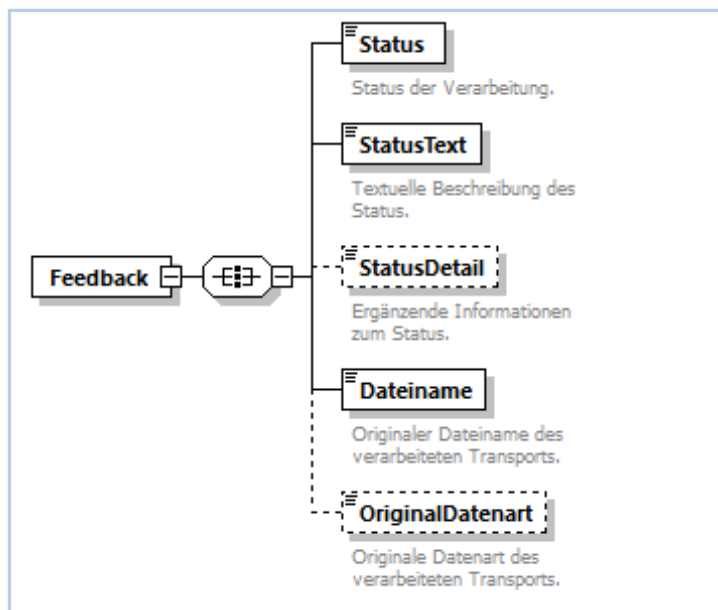 Status
Status der Verarbeitung.
StatusText
Textuelle Beschreibung des
Status.
Feedback
StatusDetail
Ergänzende Informationen
zum Status.
Dateiname
Originaler Dateiname des
verarbeiteten Transports.
OriginalDatenart
Originale Datenart des
verarbeiteten Transports.